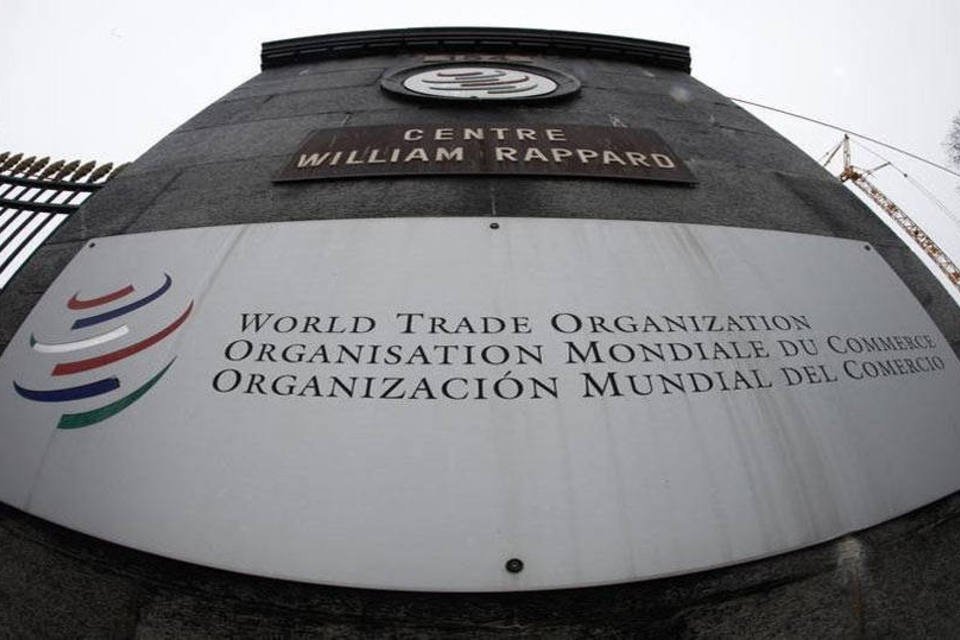 CENTRE
WILLIAM RAPPARD
WORLD TRADE ORGANIZATION
ORGANISATION MONDIALE DU COMMERCE
ORGANIZACIÓN MUNDIAL DEL COMERCIO